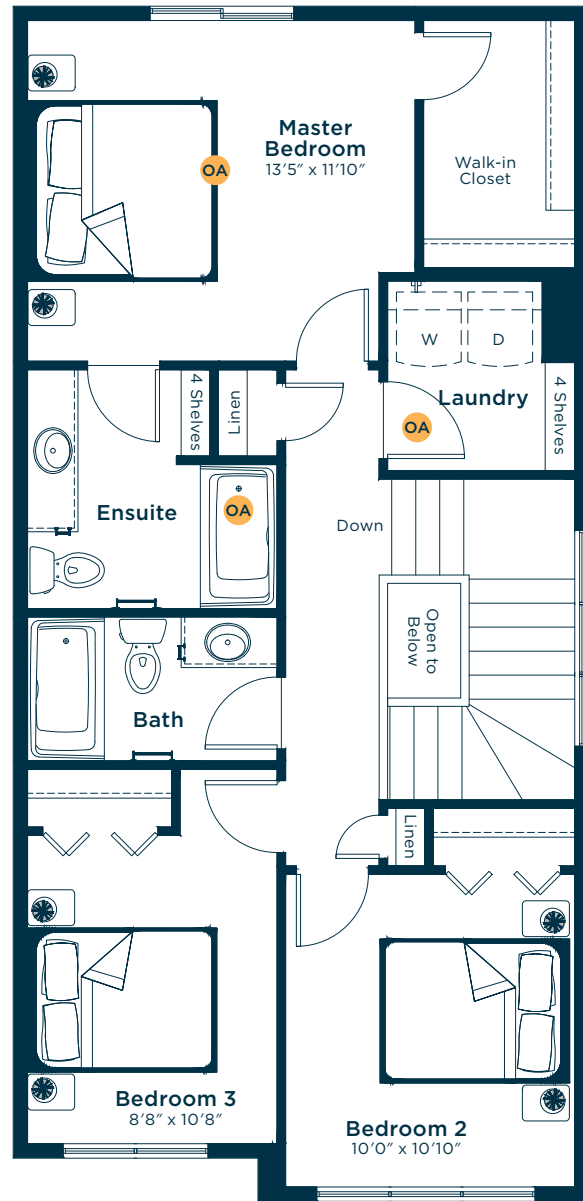 Master
Bedroom
13'5" x 11'10"
OA
Walk-in
Closet
W
D
Laundry
OA
4 Shelves
4 Shelves
Linen
Ensuite
OA
Down
Open to
Below
Bath
Linen
Bedroom 3
8'8" x 10'8"
Bedroom 2
10'0" x 10'10"